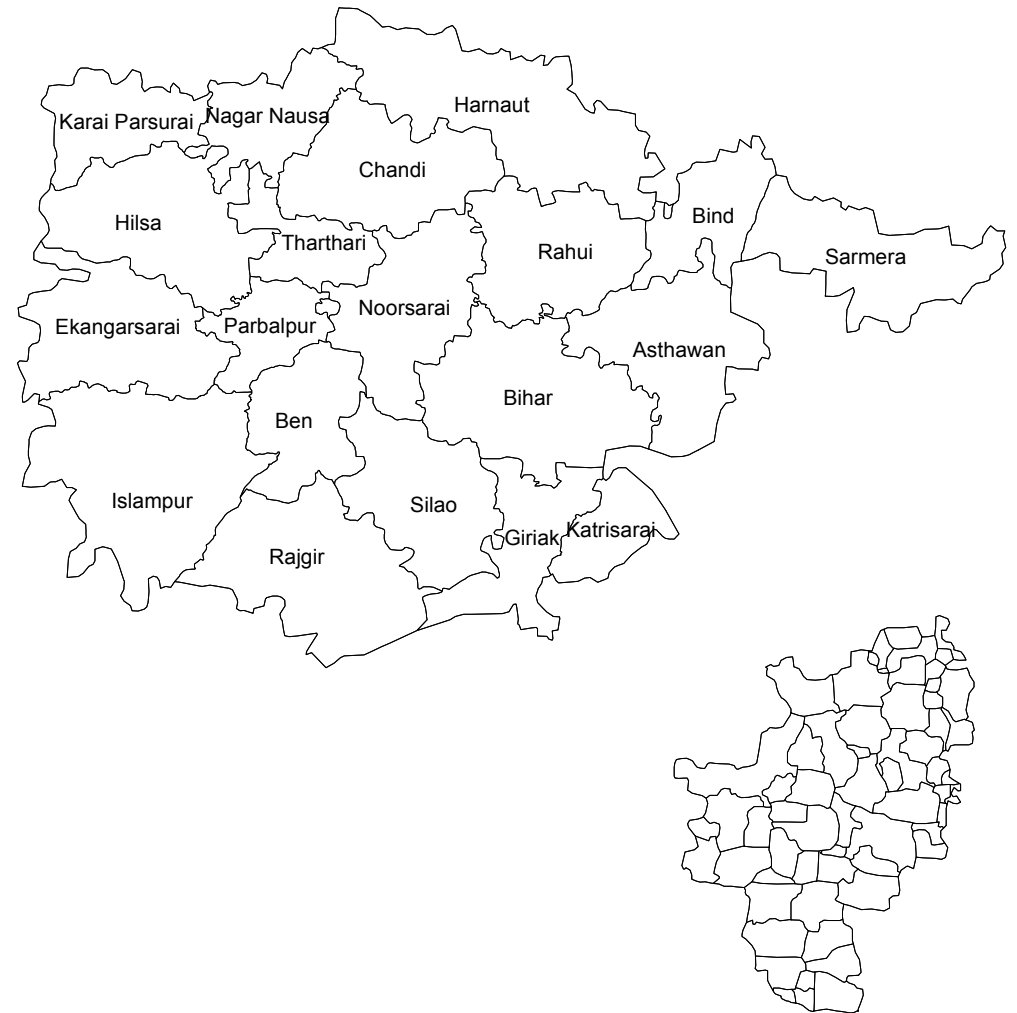 Harnaut
Karai Parsurai
Nagar Nausa
Chandi
Hilsa
Bind
Tharthari
Rahui
Sarmera
Noorsarai
Ekangarsarai
Parbalpur
Asthawan
Bihar
Ben
Islampur
Silao
Giriak
Katrisarai
Rajgir